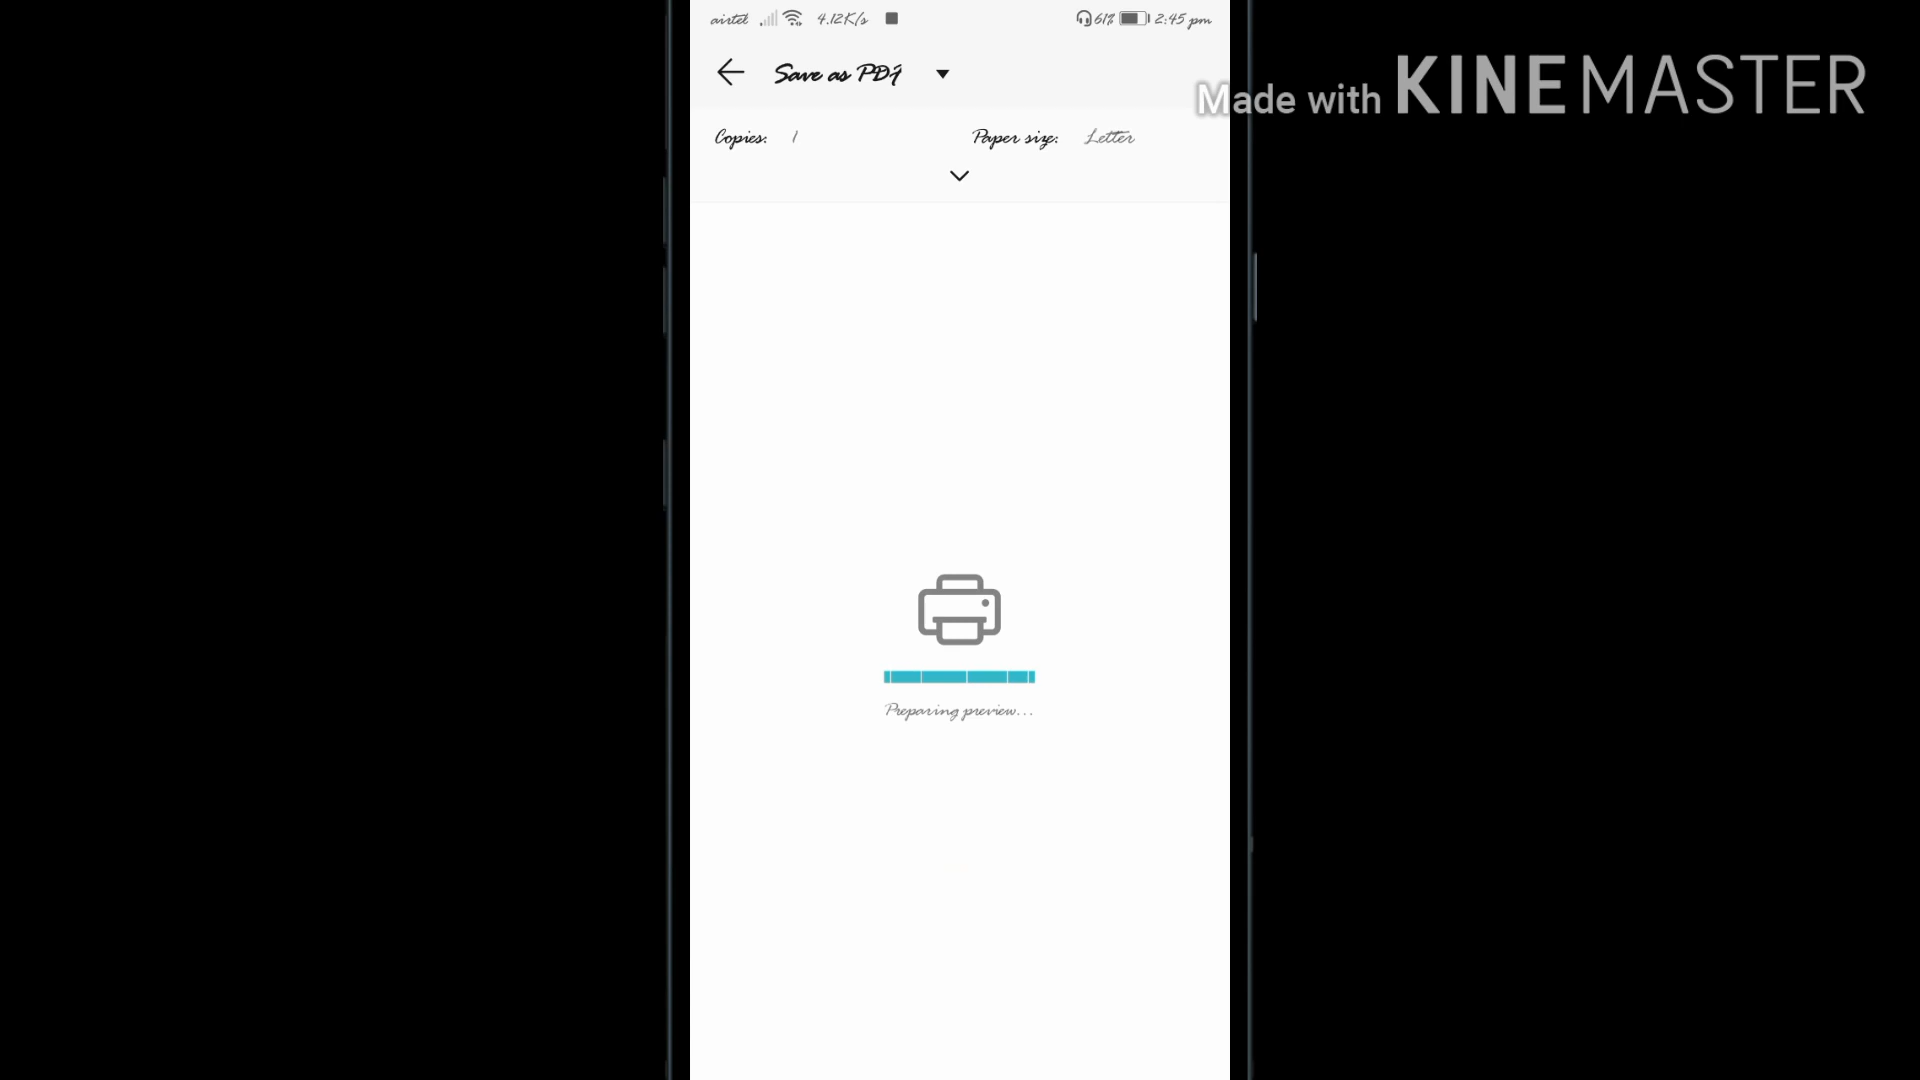 airtel 4.12K/s 61% 2:45 pm
Save as PDF
Made with KINEMASTER
Copies: 1 Paper size: Letter
Preparing preview...